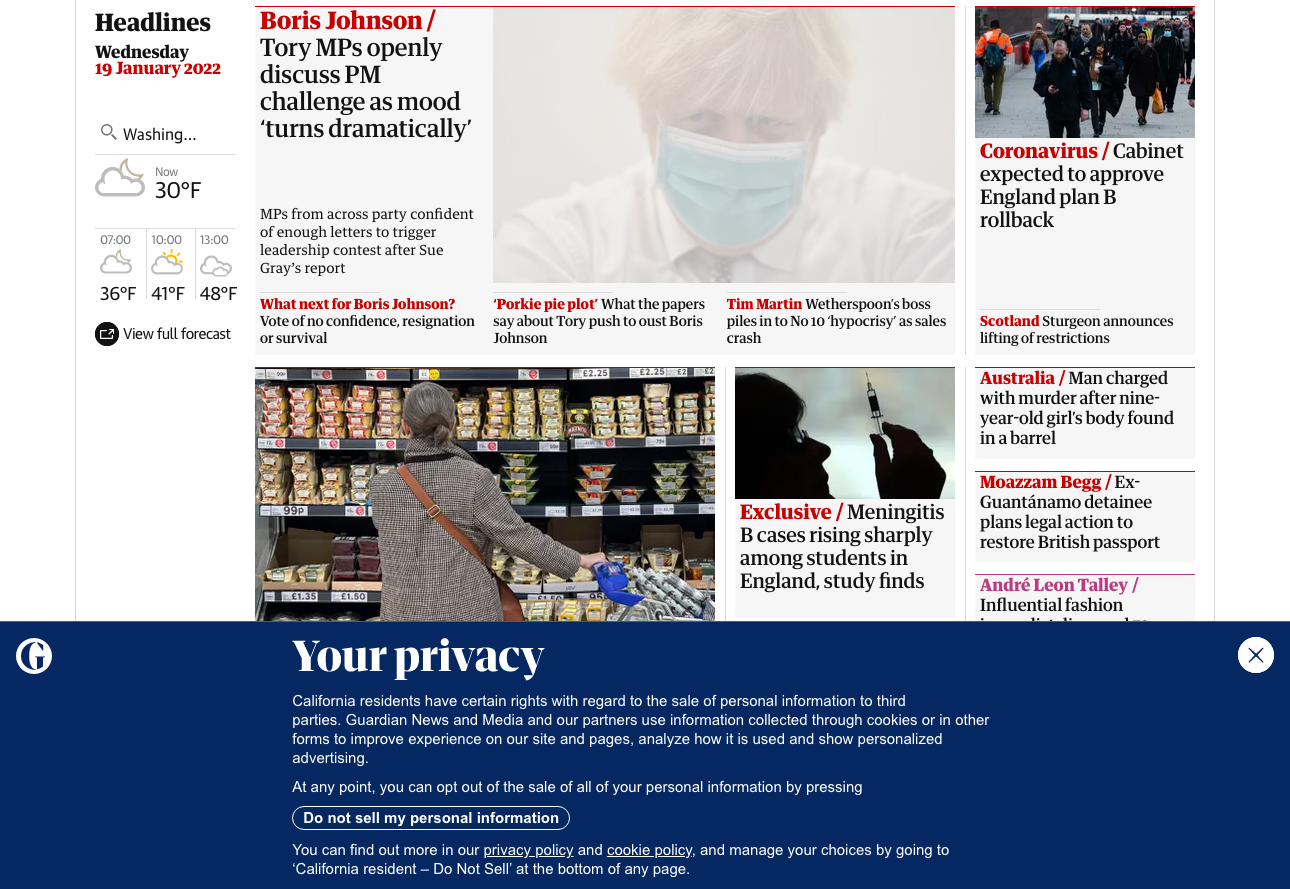 Headlines
Wednesday
19 January 2022
Washing...
Now
30°F
07:00
36°F
10:00
41°F
13:00
48°F
View full forecast
Boris Johnson /
Tory MPs openly
discuss PM
challenge as mood
‘turns dramatically’
MPs from across party confident
of enough letters to trigger
leadership contest after Sue
Gray’s report
What next for Boris Johnson?
Vote of no confidence, resignation
or survival
‘Porkie pie plot’ What the papers
say about Tory push to oust Boris
Johnson
Tim Martin Wetherspoon’s boss
piles in to No 10 ‘hypocrisy’ as sales
crash
Coronavirus / Cabinet
expected to approve
England plan B
rollback
Scotland Sturgeon announces
lifting of restrictions
£2.25
£2.25
99P
£1.35
£1.50
Exclusive / Meningitis
B cases rising sharply
among students in
England, study finds
Australia / Man charged
with murder after nine-
year-old girl’s body found
in a barrel
Moazzam Begg / Ex-
Guantánamo detainee
plans legal action to
restore British passport
André Leon Talley /
Influential fashion
Your privacy
California residents have certain rights with regard to the sale of personal information to third
parties. Guardian News and Media and our partners use information collected through cookies or in other
forms to improve experience on our site and pages, analyze how it is used and show personalized
advertising.
At any point, you can opt out of the sale of all of your personal information by pressing
Do not sell my personal information
You can find out more in our privacy policy and cookie policy, and manage your choices by going to
‘California resident – Do Not Sell’ at the bottom of any page.